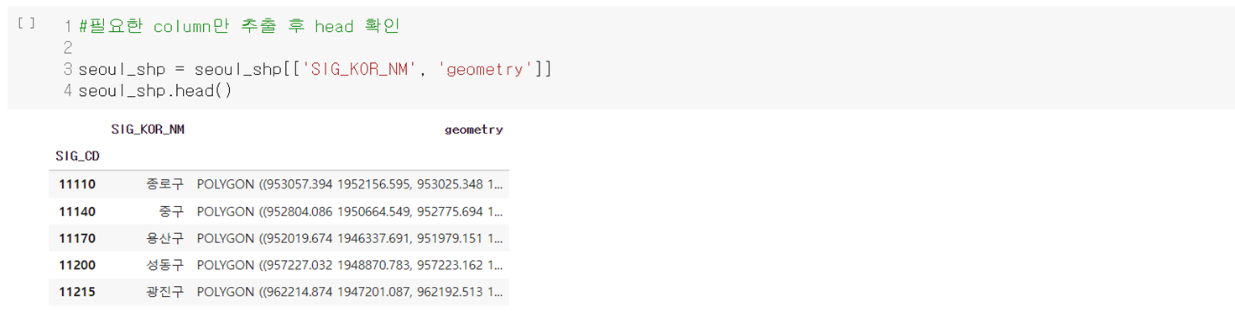 [ ] 1 #필요한 column만 추출 후 head 확인
2
3 seoul_shp = seoul_shp[['SIG_KOR_NM', 'geometry']]
4 seoul_shp.head()
SIG_KOR_NM geometry
SIG_CD
11110 종로구 POLYGON ((953057.394 1952156.595, 953025.348 1...
11140 중구 POLYGON ((952804.086 1950664.549, 952775.694 1...
11170 용산구 POLYGON ((952019.674 1946337.691, 951979.151 1...
11200 성동구 POLYGON ((957227.032 1948870.783, 957223.162 1...
11215 광진구 POLYGON ((962214.874 1947201.087, 962192.513 1...